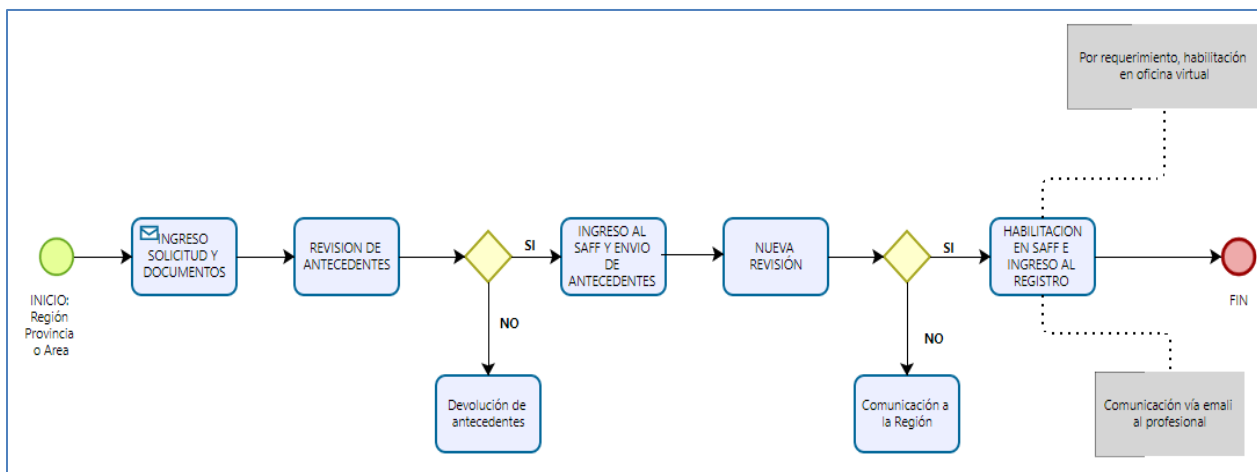 Por requerimiento, habilitación
en oficina virtual
INGRESO
SOLICITUD Y
DOCUMENTOS
REVISION DE
ANTECEDENTES
SI
INGRESO AL
SAFF Y ENVIO
DE
ANTECEDENTES
NUEVA
REVISIÓN
SI
HABILITACION
EN SAFF E
INGRESO AL
REGISTRO
INICIO:
Región
Provincia
o Area
FIN
NO
NO
Devolución de
antecedentes
Comunicación a
la Región
Comunicación vía emali
al profesional